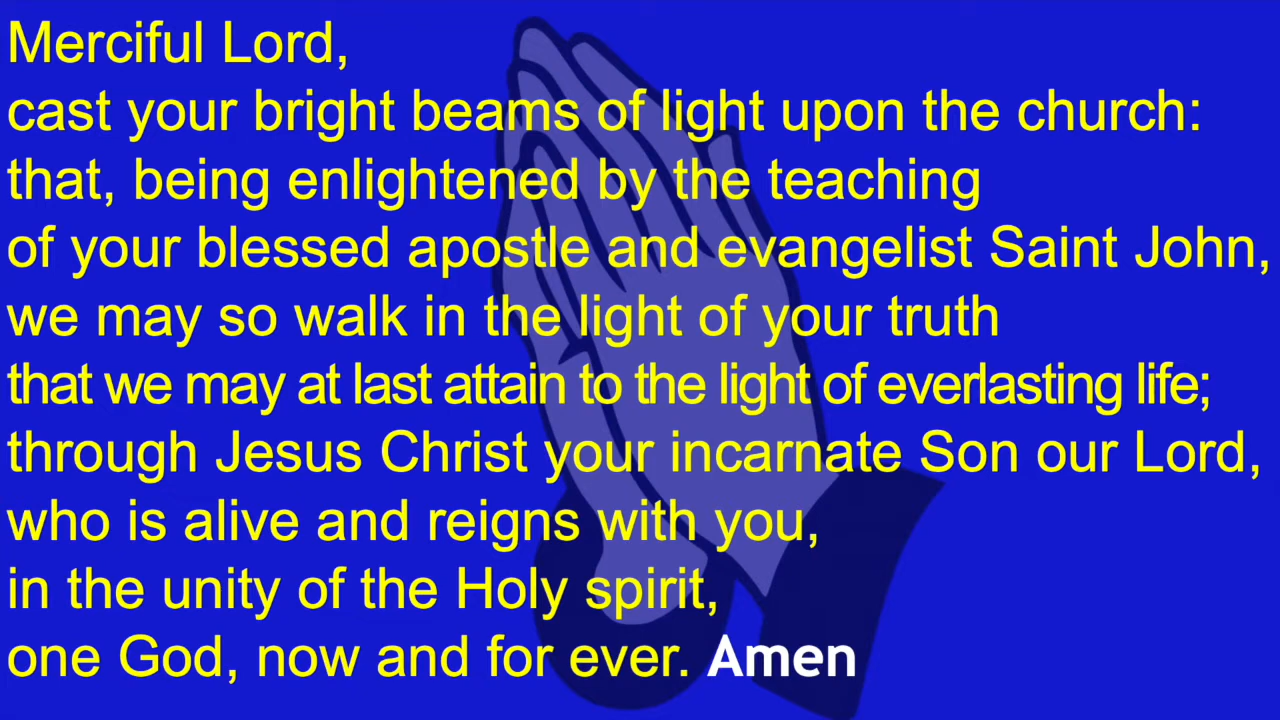 Merciful Lord,
cast your bright beams of light upon the church:
that, being enlightened by the teaching
of your blessed apostle and evangelist Saint John,
we may so walk in the light of your truth
that we may at last attain to the light of everlasting life;
through Jesus Christ your incarnate Son our Lord,
who is alive and reigns with you,
in the unity of the Holy spirit,
one God, now and for ever. Amen